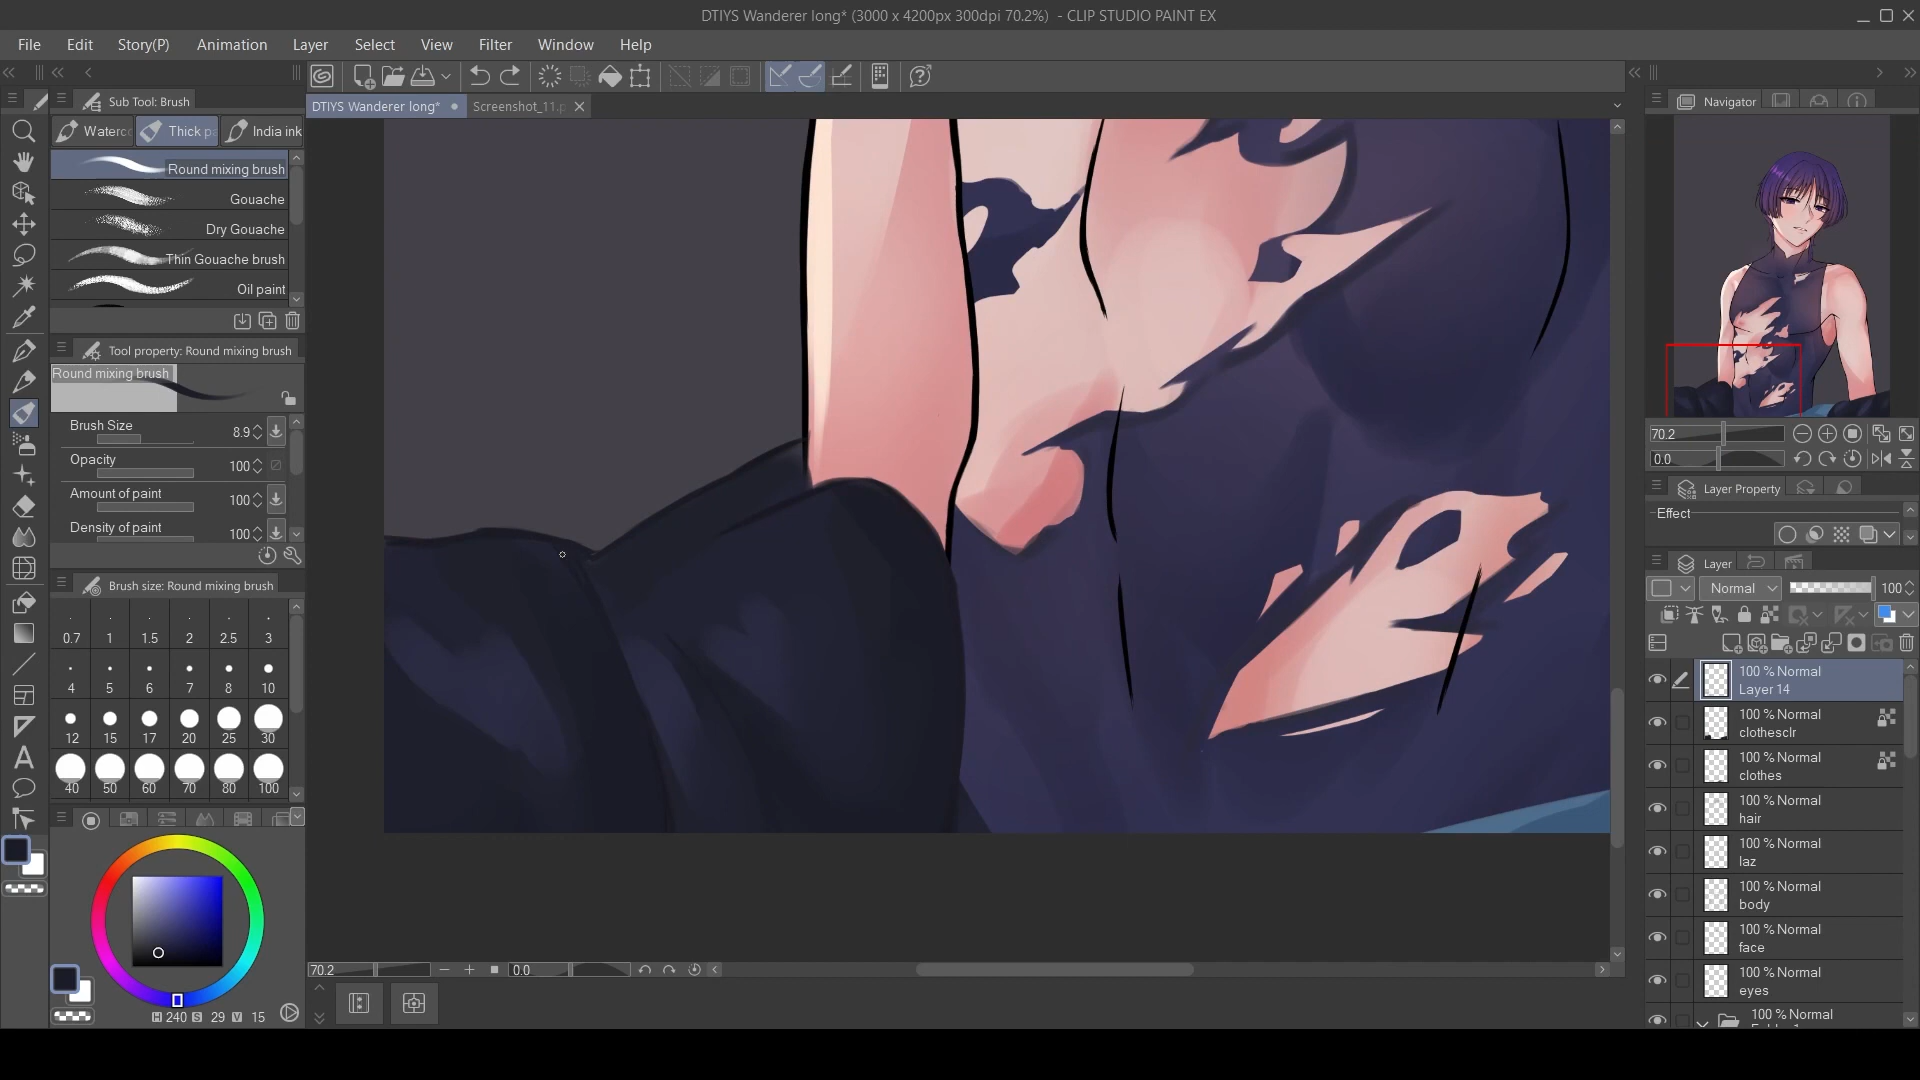 DTIYS Wanderer long* (3000 x 4200px 300dpi 70.2%) - CLIP STUDIO PAINT EX
File Edit Story(P) Animation Layer Select View Filter Window Help
Sub Tool: Brush
DTIYS Wanderer long* Screenshot_11.p
Navigator
Waterco Thick pa India ink
Round mixing brush
Gouache
Dry Gouache
Thin Gouache brush
Oil paint
Tool property: Round mixing brush
Round mixing brush
Brush Size 8.9
Opacity 100
Amount of paint 100
Density of paint 100
Brush size: Round mixing brush
0.7 1 1.5 2 2.5 3
4 5 6 7 8 10
12 15 17 20 25 30
40 50 60 70 80 100
H 240 S 29 V 15
70.2 0.0
70.2
0.0
Layer Property
Effect
Layer
Normal 100
100 % Normal
Layer 14
100 % Normal
clothesclr
100 % Normal
clothes
100 % Normal
hair
100 % Normal
laz
100 % Normal
body
100 % Normal
face
100 % Normal
eyes
100 % Normal